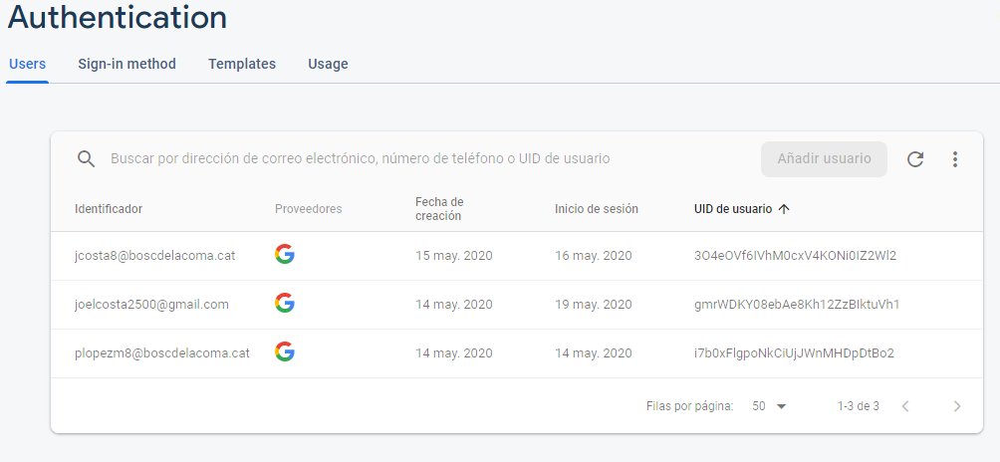 Authentication
Users Sign-in method Templates Usage
Buscar por dirección de correo electrónico, número de teléfono o UID de usuario Añadir usuario
Identificador Proveedores Fecha de creación Inicio de sesión UID de usuario
jcosta8@boscdelacoma.cat 15 may. 2020 16 may. 2020 3O4eOVf6IVhM0cxV4KONi0IZ2Wl2
joelcosta2500@gmail.com 14 may. 2020 19 may. 2020 gmrWDKY08ebAe8Kh12ZzBIktuVh1
plopezm8@boscdelacoma.cat 14 may. 2020 14 may. 2020 i7b0xFlgpoNkCiUjJWnMHDpDtBo2
Filas por página: 50 1-3 de 3